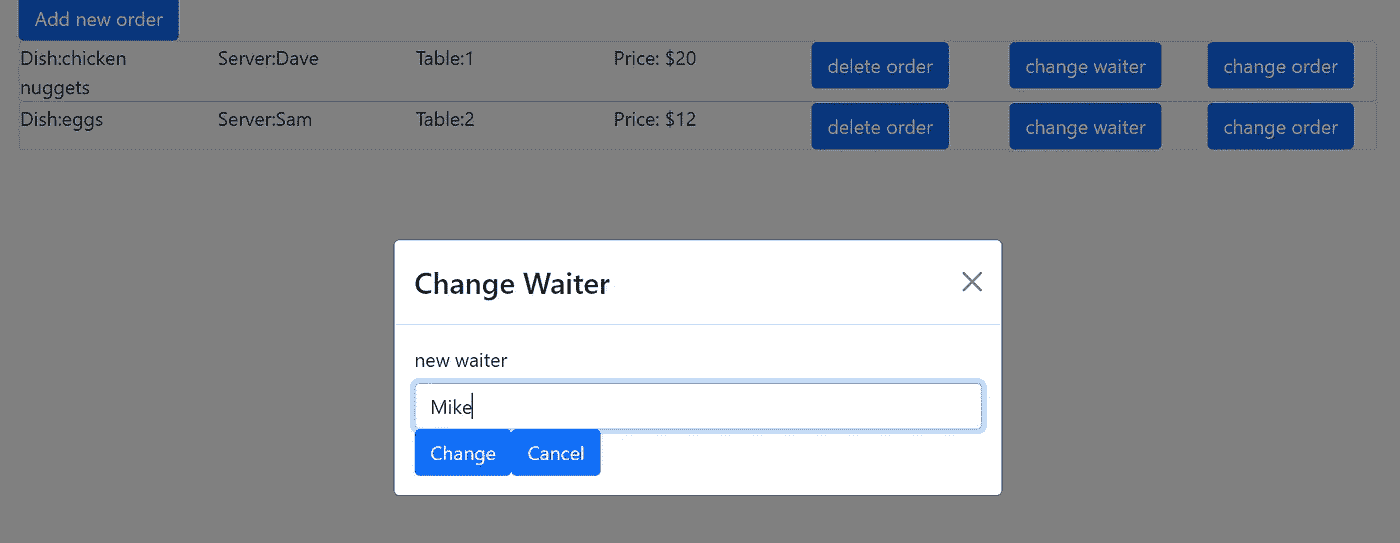 Add new order
Dish:chicken nuggets Server:Dave Table:1 Price: $20 delete order change waiter change order
Dish:eggs Server:Sam Table:2 Price: $12 delete order change waiter change order
Change Waiter
new waiter
Mike
Change Cancel